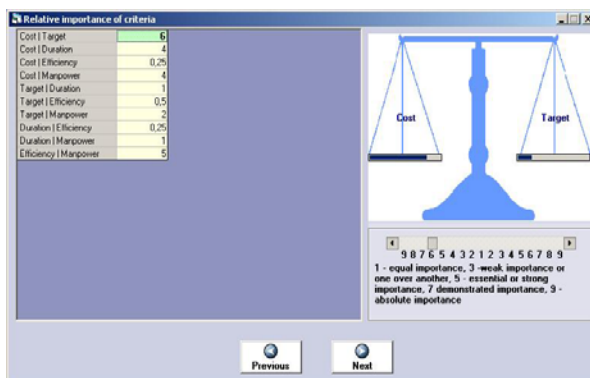 Relative importance of criteria
Cost | Target 6
Cost | Duration 4
Cost | Efficiency 0,25
Cost | Manpower 4
Target | Duration 1
Target | Efficiency 0,5
Target | Manpower 2
Duration | Efficiency 0,25
Duration | Manpower 1
Efficiency | Manpower 5
Cost Target
9 8 7 6 5 4 3 2 1 2 3 4 5 6 7 8 9
1 - equal importance, 3 -weak importance or
one over another, 5 - essential or strong
importance, 7 demonstrated importance, 9 -
absolute importance
Previous Next